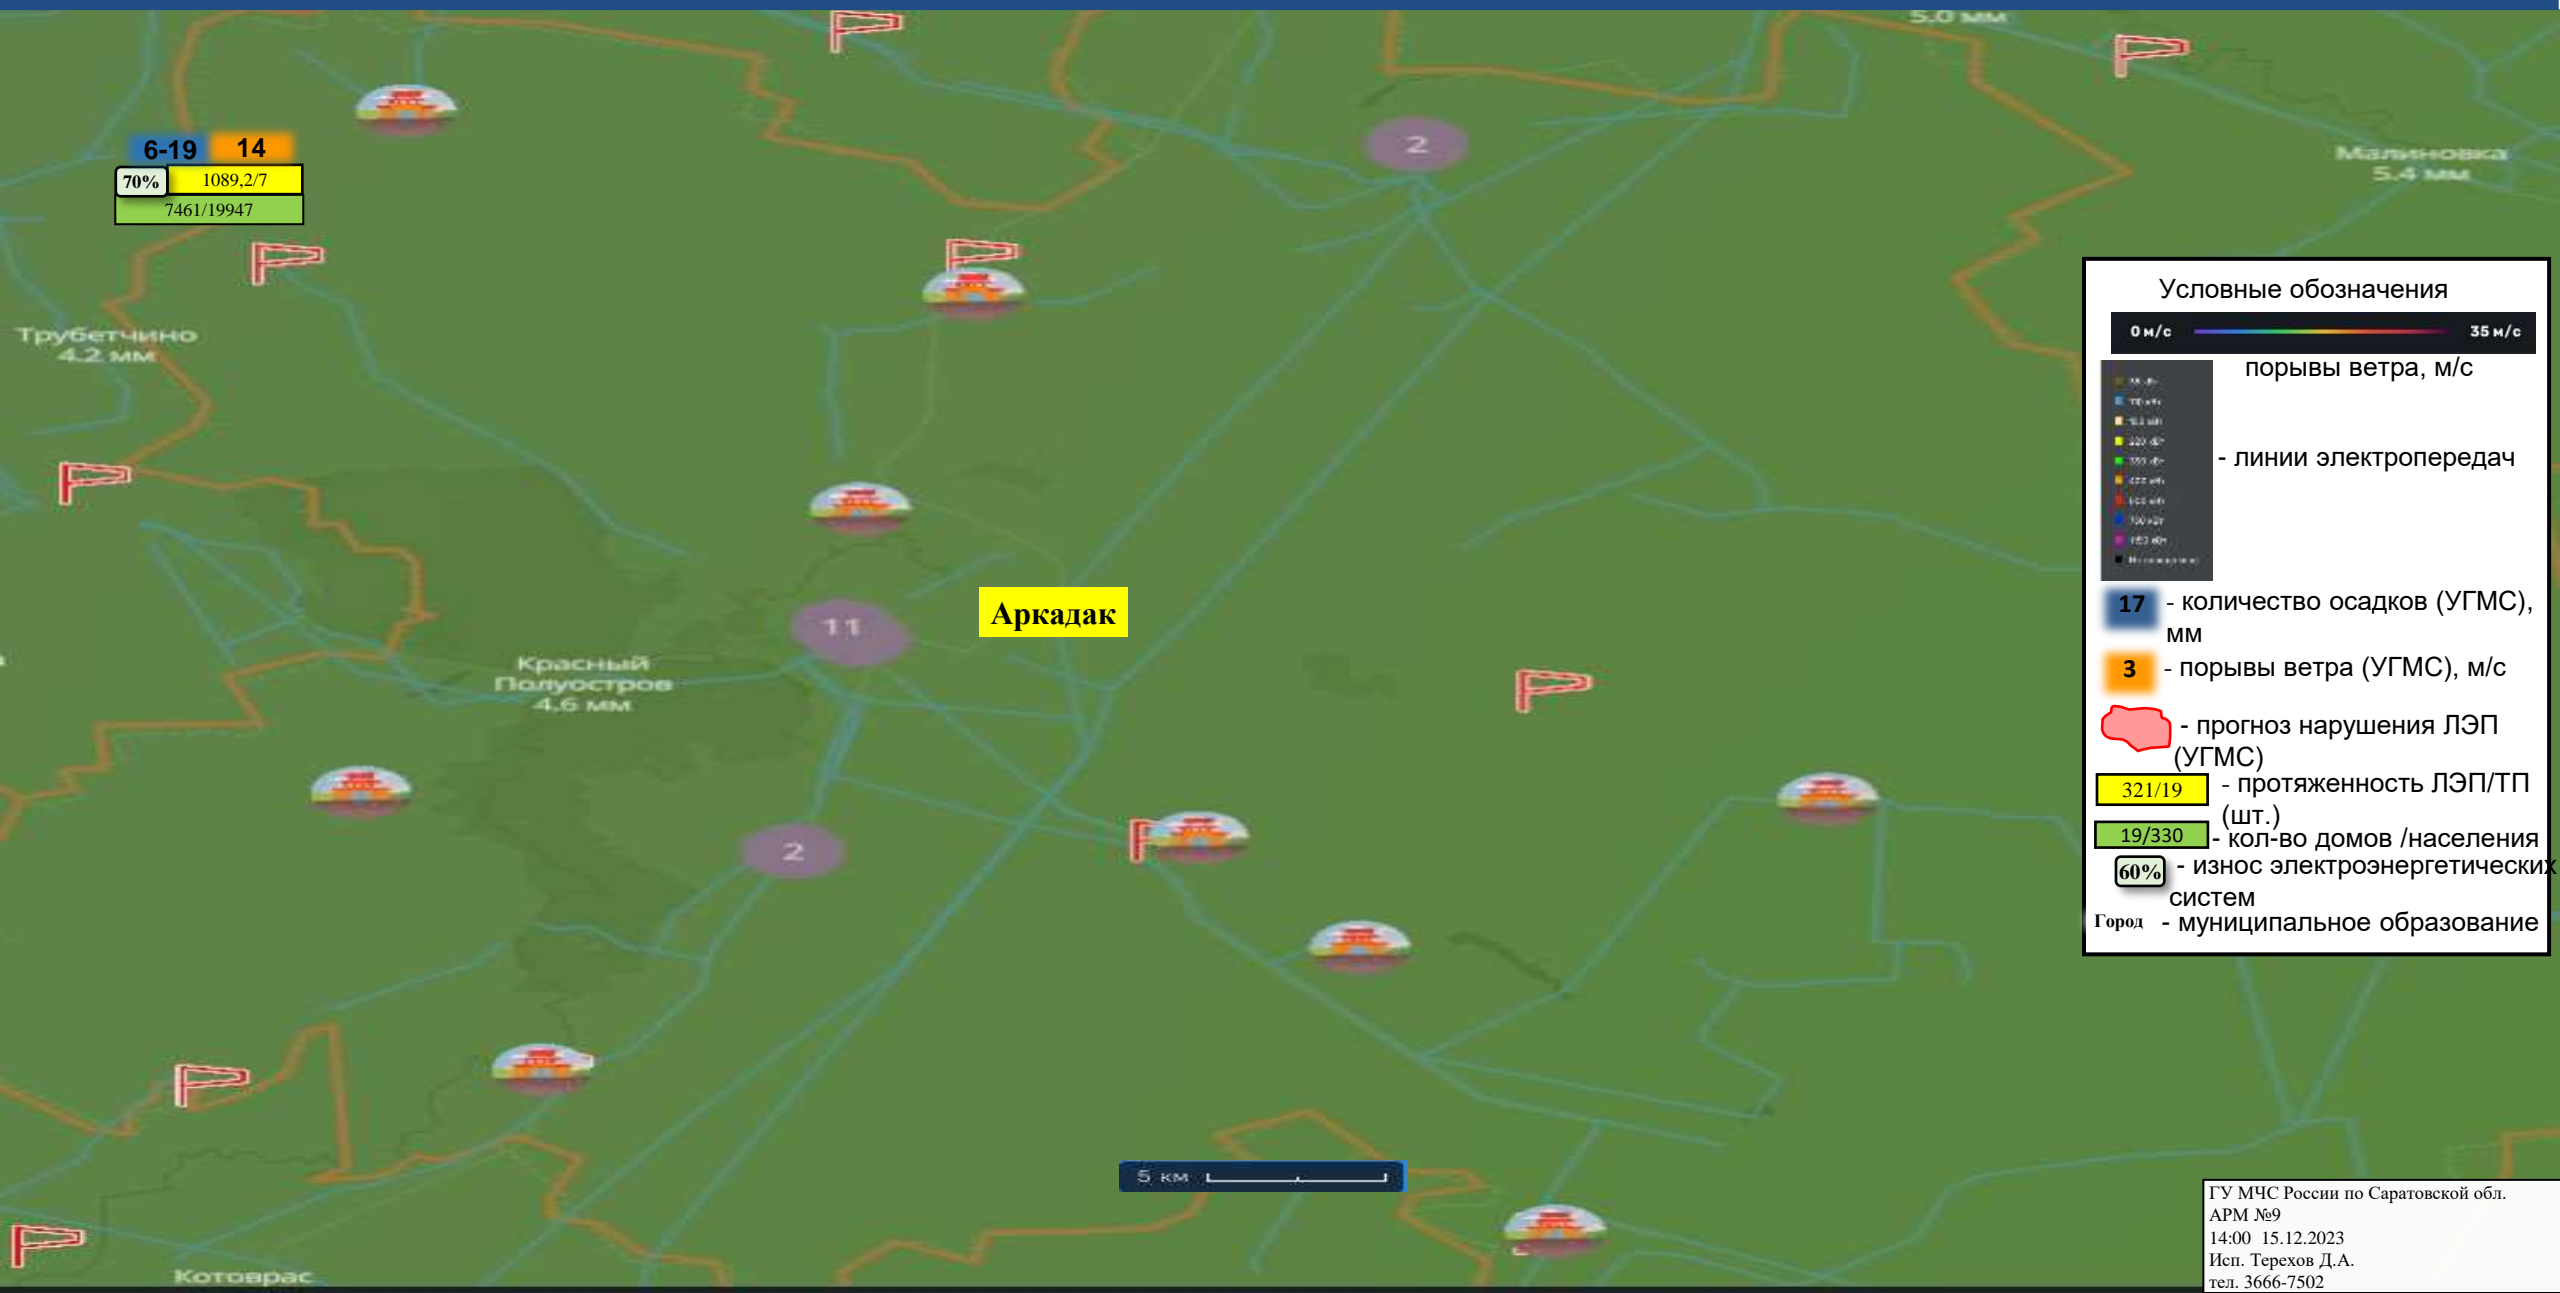 5.0 мм
Малиновка
5.4 мм
2
6-19 14
70% 1089,2/7
7461/19947
Трубетчино
4.2 мм
Аркадак
11
Красный
Полуостров
4.6 мм
2
5 км
Котоврас
Условные обозначения
0 м/с 35 м/с
порывы ветра, м/с
- линии электропередач
17 - количество осадков (УГМС),
мм
3 - порывы ветра (УГМС), м/с
- прогноз нарушения ЛЭП
(УГМС)
321/19 - протяженность ЛЭП/ТП
(шт.)
19/330 - кол-во домов /населения
60% - износ электроэнергетических
систем
Город - муниципальное образование
ГУ МЧС России по Саратовской обл.
АРМ №9
14:00 15.12.2023
Исп. Терехов Д.А.
тел. 3666-7502